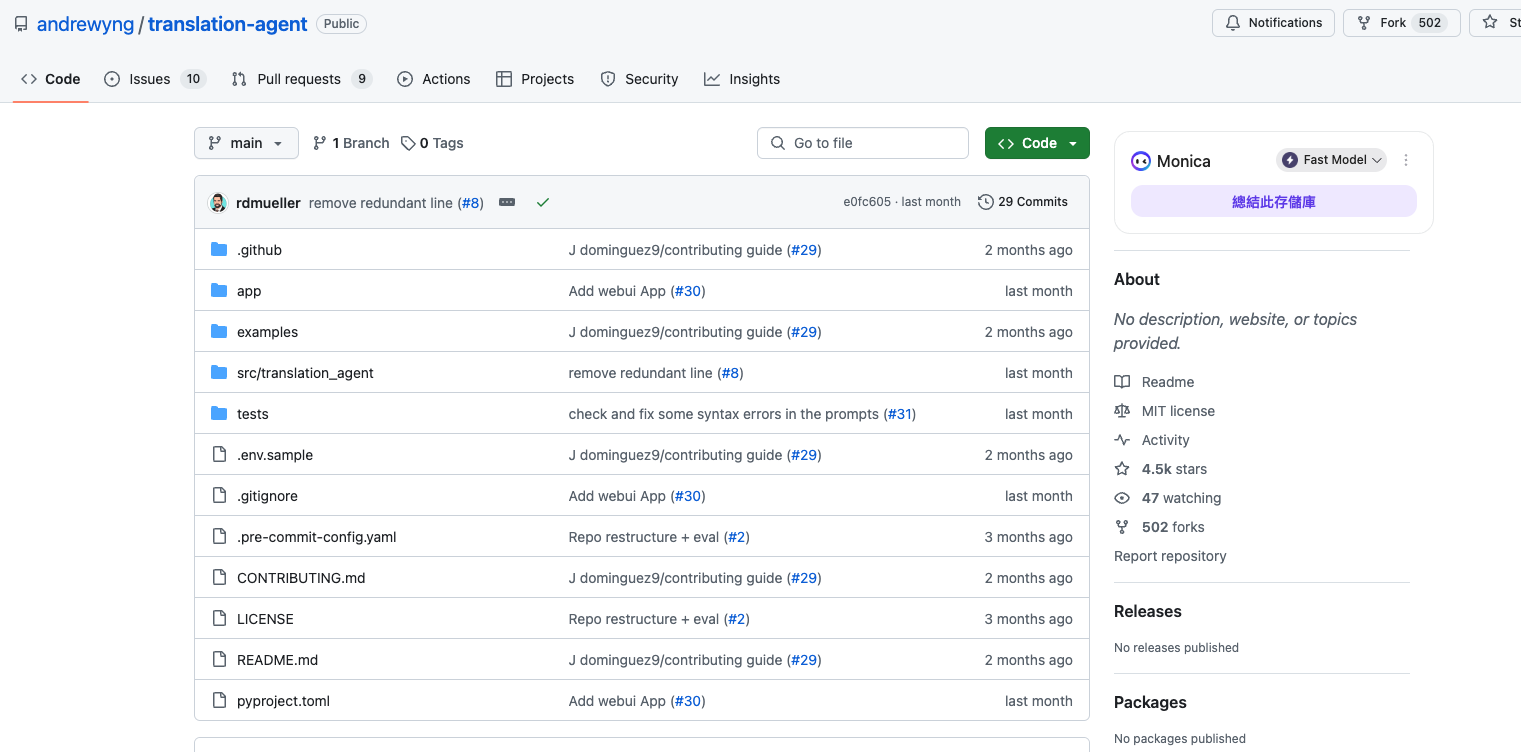 andrewyng / translation-agent Public
Notifications Fork 502 St
Code Issues 10 Pull requests 9 Actions Projects Security Insights
main 1 Branch 0 Tags Go to file Code
rdmueller remove redundant line (#8) e0fc605 · last month 29 Commits
.github J dominguez9/contributing guide (#29) 2 months ago
app Add webui App (#30) last month
examples J dominguez9/contributing guide (#29) 2 months ago
src/translation_agent remove redundant line (#8) last month
tests check and fix some syntax errors in the prompts (#31) last month
.env.sample J dominguez9/contributing guide (#29) 2 months ago
.gitignore Add webui App (#30) last month
.pre-commit-config.yaml Repo restructure + eval (#2) 3 months ago
CONTRIBUTING.md J dominguez9/contributing guide (#29) 2 months ago
LICENSE Repo restructure + eval (#2) 3 months ago
README.md J dominguez9/contributing guide (#29) 2 months ago
pyproject.toml Add webui App (#30) last month
Monica Fast Model
總結此存儲庫
About
No description, website, or topics
provided.
Readme
MIT license
Activity
4.5k stars
47 watching
502 forks
Report repository
Releases
No releases published
Packages
No packages published